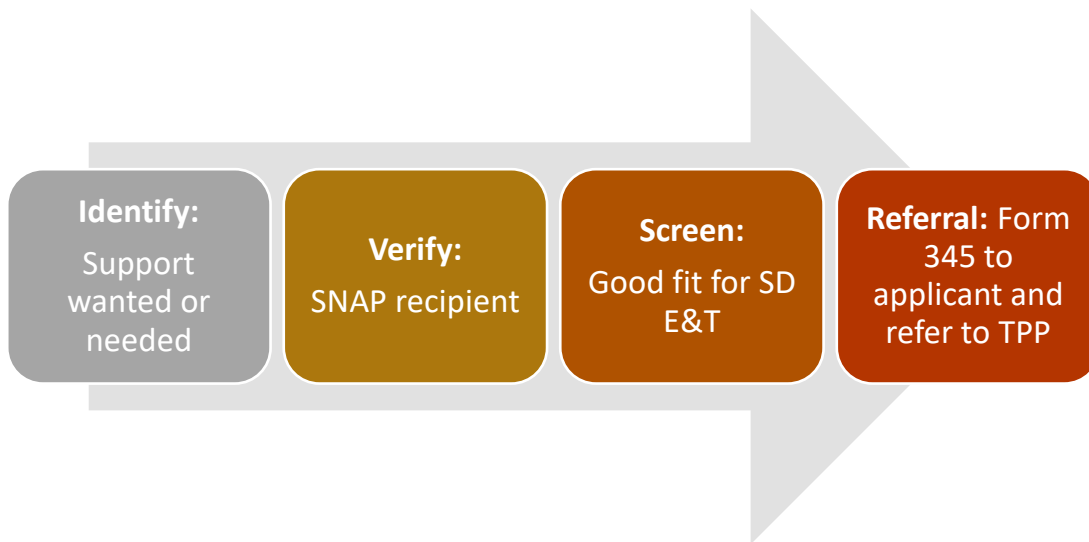 Identify:
Support
wanted or
needed
Verify:
SNAP recipient
Screen:
Good fit for SD
E&T
Referral: Form
345 to
applicant and
refer to TPP